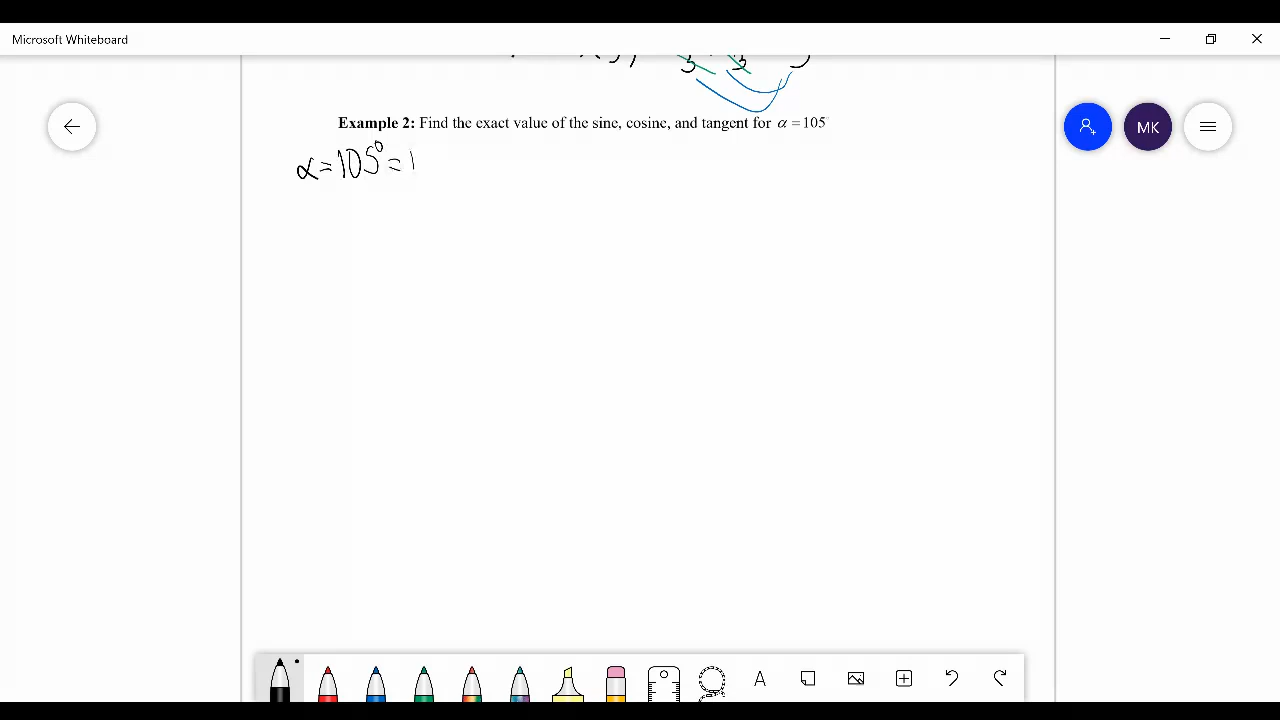 Microsoft Whiteboard
Example 2: Find the exact value of the sine, cosine, and tangent for α = 105°
α = 105° = 1
MK
A